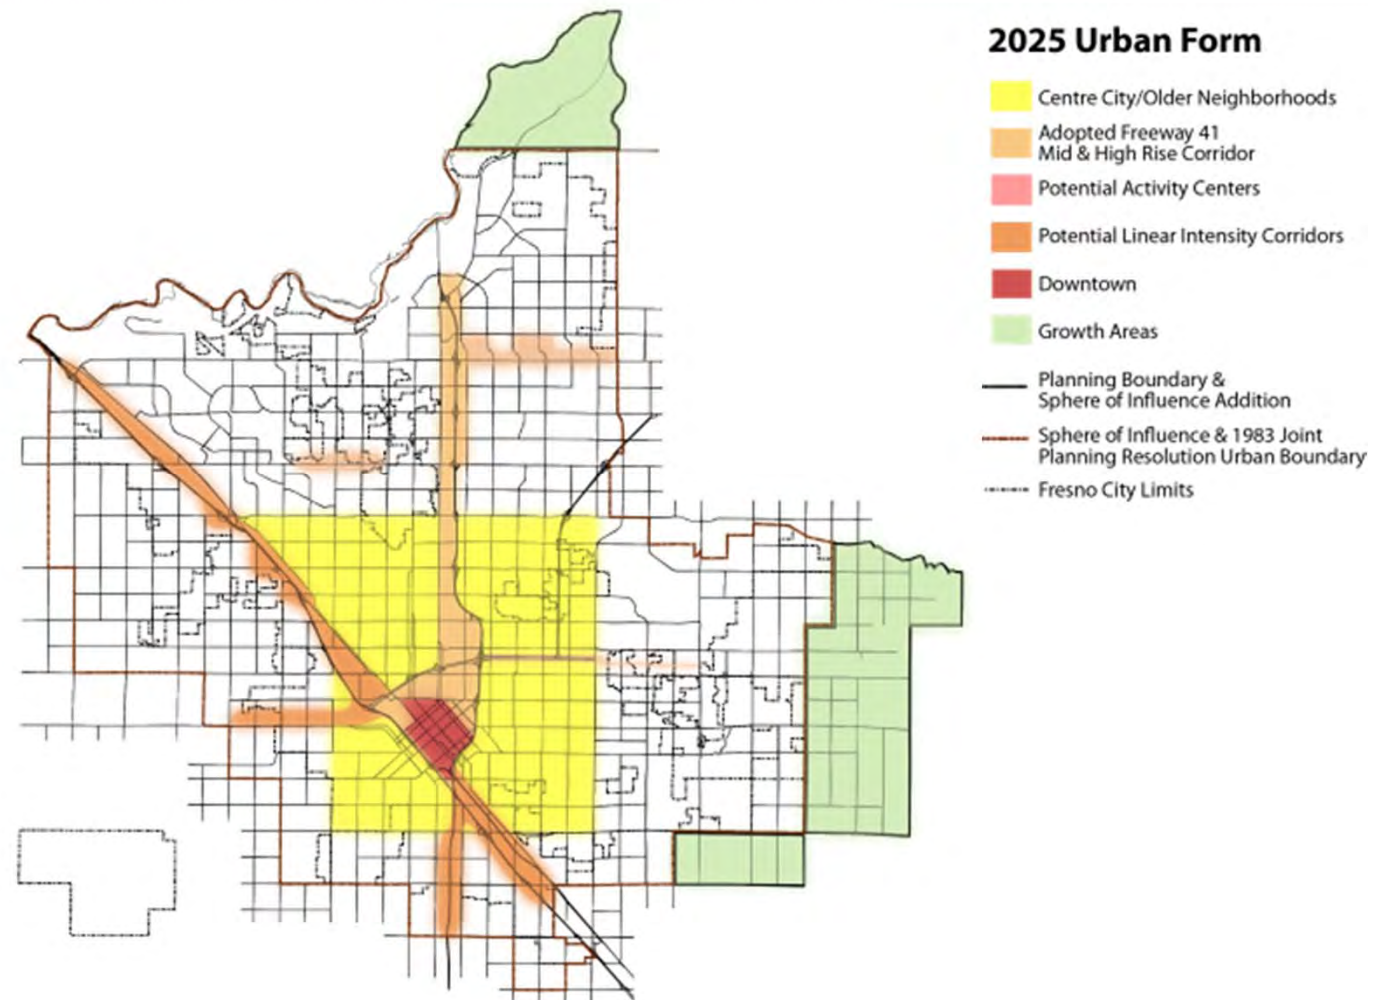 2025 Urban Form
Centre City/Older Neighborhoods
Adopted Freeway 41
Mid & High Rise Corridor
Potential Activity Centers
Potential Linear Intensity Corridors
Downtown
Growth Areas
Planning Boundary &
Sphere of Influence Addition
Sphere of Influence & 1983 Joint
Planning Resolution Urban Boundary
Fresno City Limits